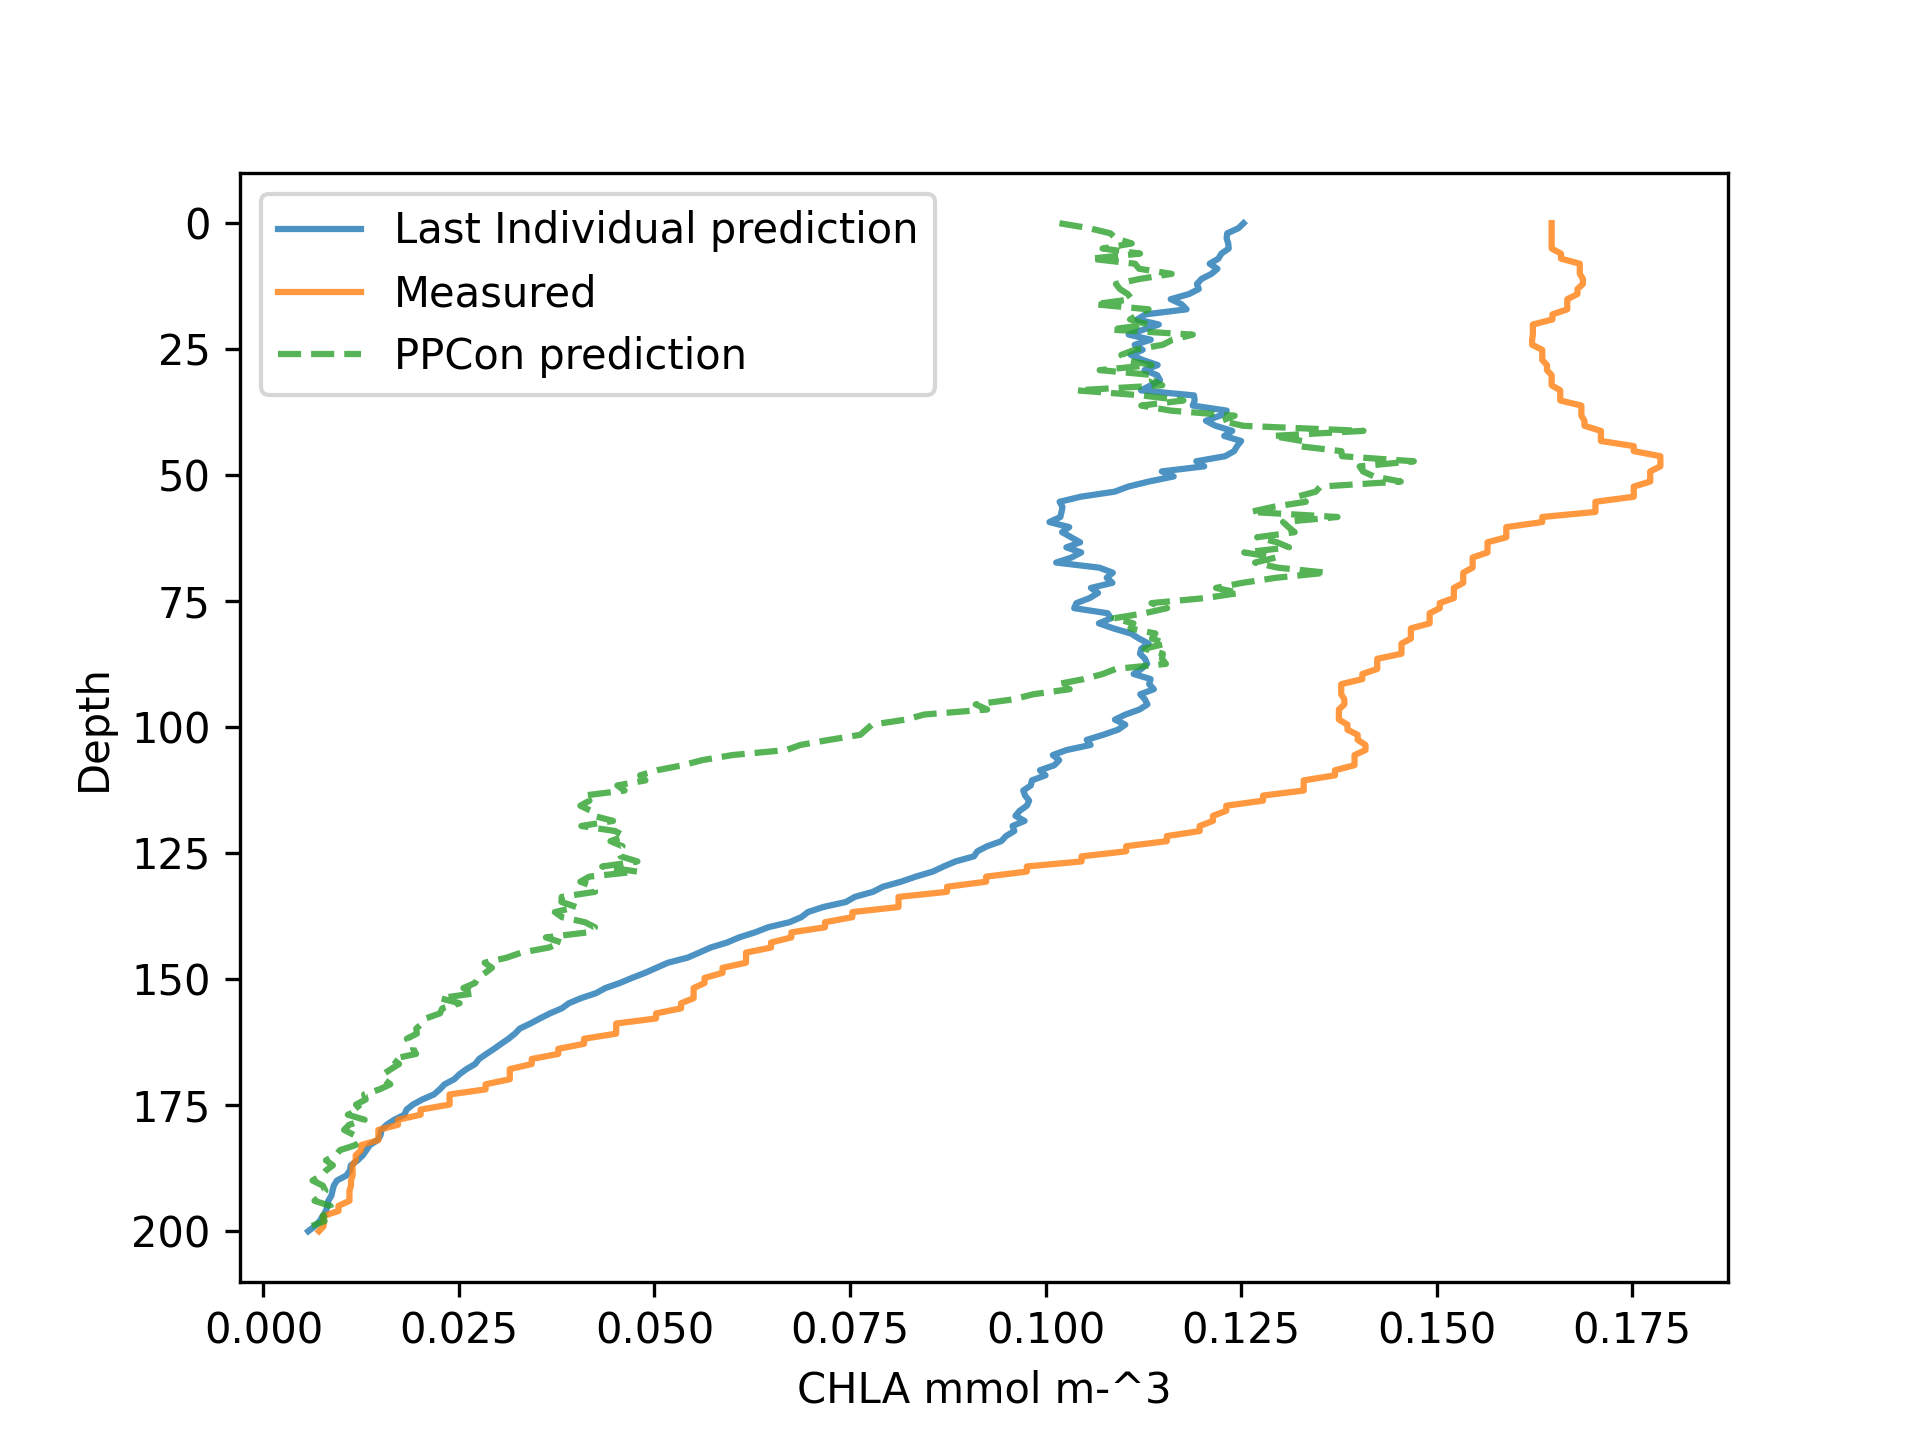 Last Individual prediction
Measured
PPCon prediction
0
25
50
75
100
125
150
175
200
Depth
0.000 0.025 0.050 0.075 0.100 0.125 0.150 0.175
CHLA mmol m-^3